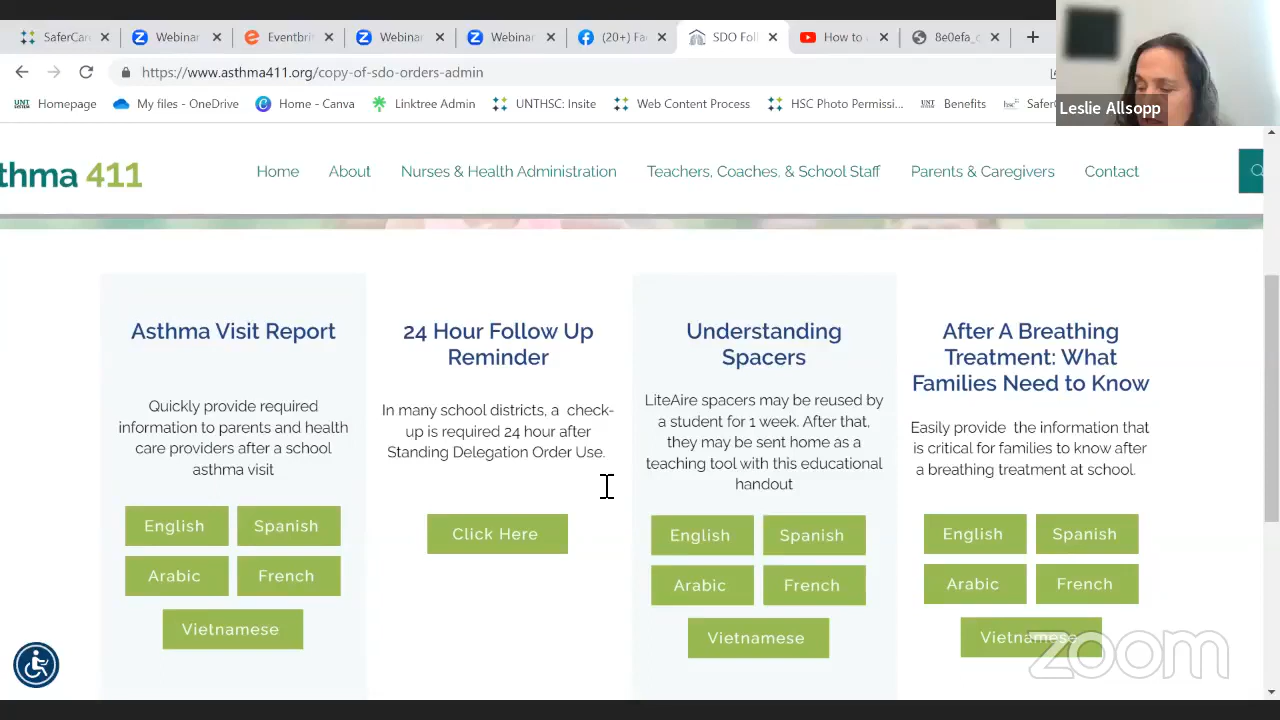 SaferCar
Webinar
Eventbri
Webinar
Webinar
(20+) Fa
SDO Foll
How to
8e0efa_c
https://www.asthma411.org/copy-of-sdo-orders-admin
Homepage
My files - OneDrive
Home - Canva
Linktree Admin
UNTHSC: Insite
Web Content Process
HSC Photo Permissi...
UNT
Benefits
hsc
Safer
Leslie Allsopp
thma 411
Home
About
Nurses & Health Administration
Teachers, Coaches, & School Staff
Parents & Caregivers
Contact
Asthma Visit Report
Quickly provide required
information to parents and health
care providers after a school
asthma visit
English
Spanish
Arabic
French
Vietnamese
24 Hour Follow Up
Reminder
In many school districts, a check-
up is required 24 hour after
Standing Delegation Order Use.
Click Here
Understanding
Spacers
LiteAire spacers may be reused by
a student for 1 week. After that,
they may be sent home as a
teaching tool with this educational
handout
English
Spanish
Arabic
French
Vietnamese
After A Breathing
Treatment: What
Families Need to Know
Easily provide the information that
is critical for families to know after
a breathing treatment at school.
English
Spanish
Arabic
French
Vietnamese
zoom